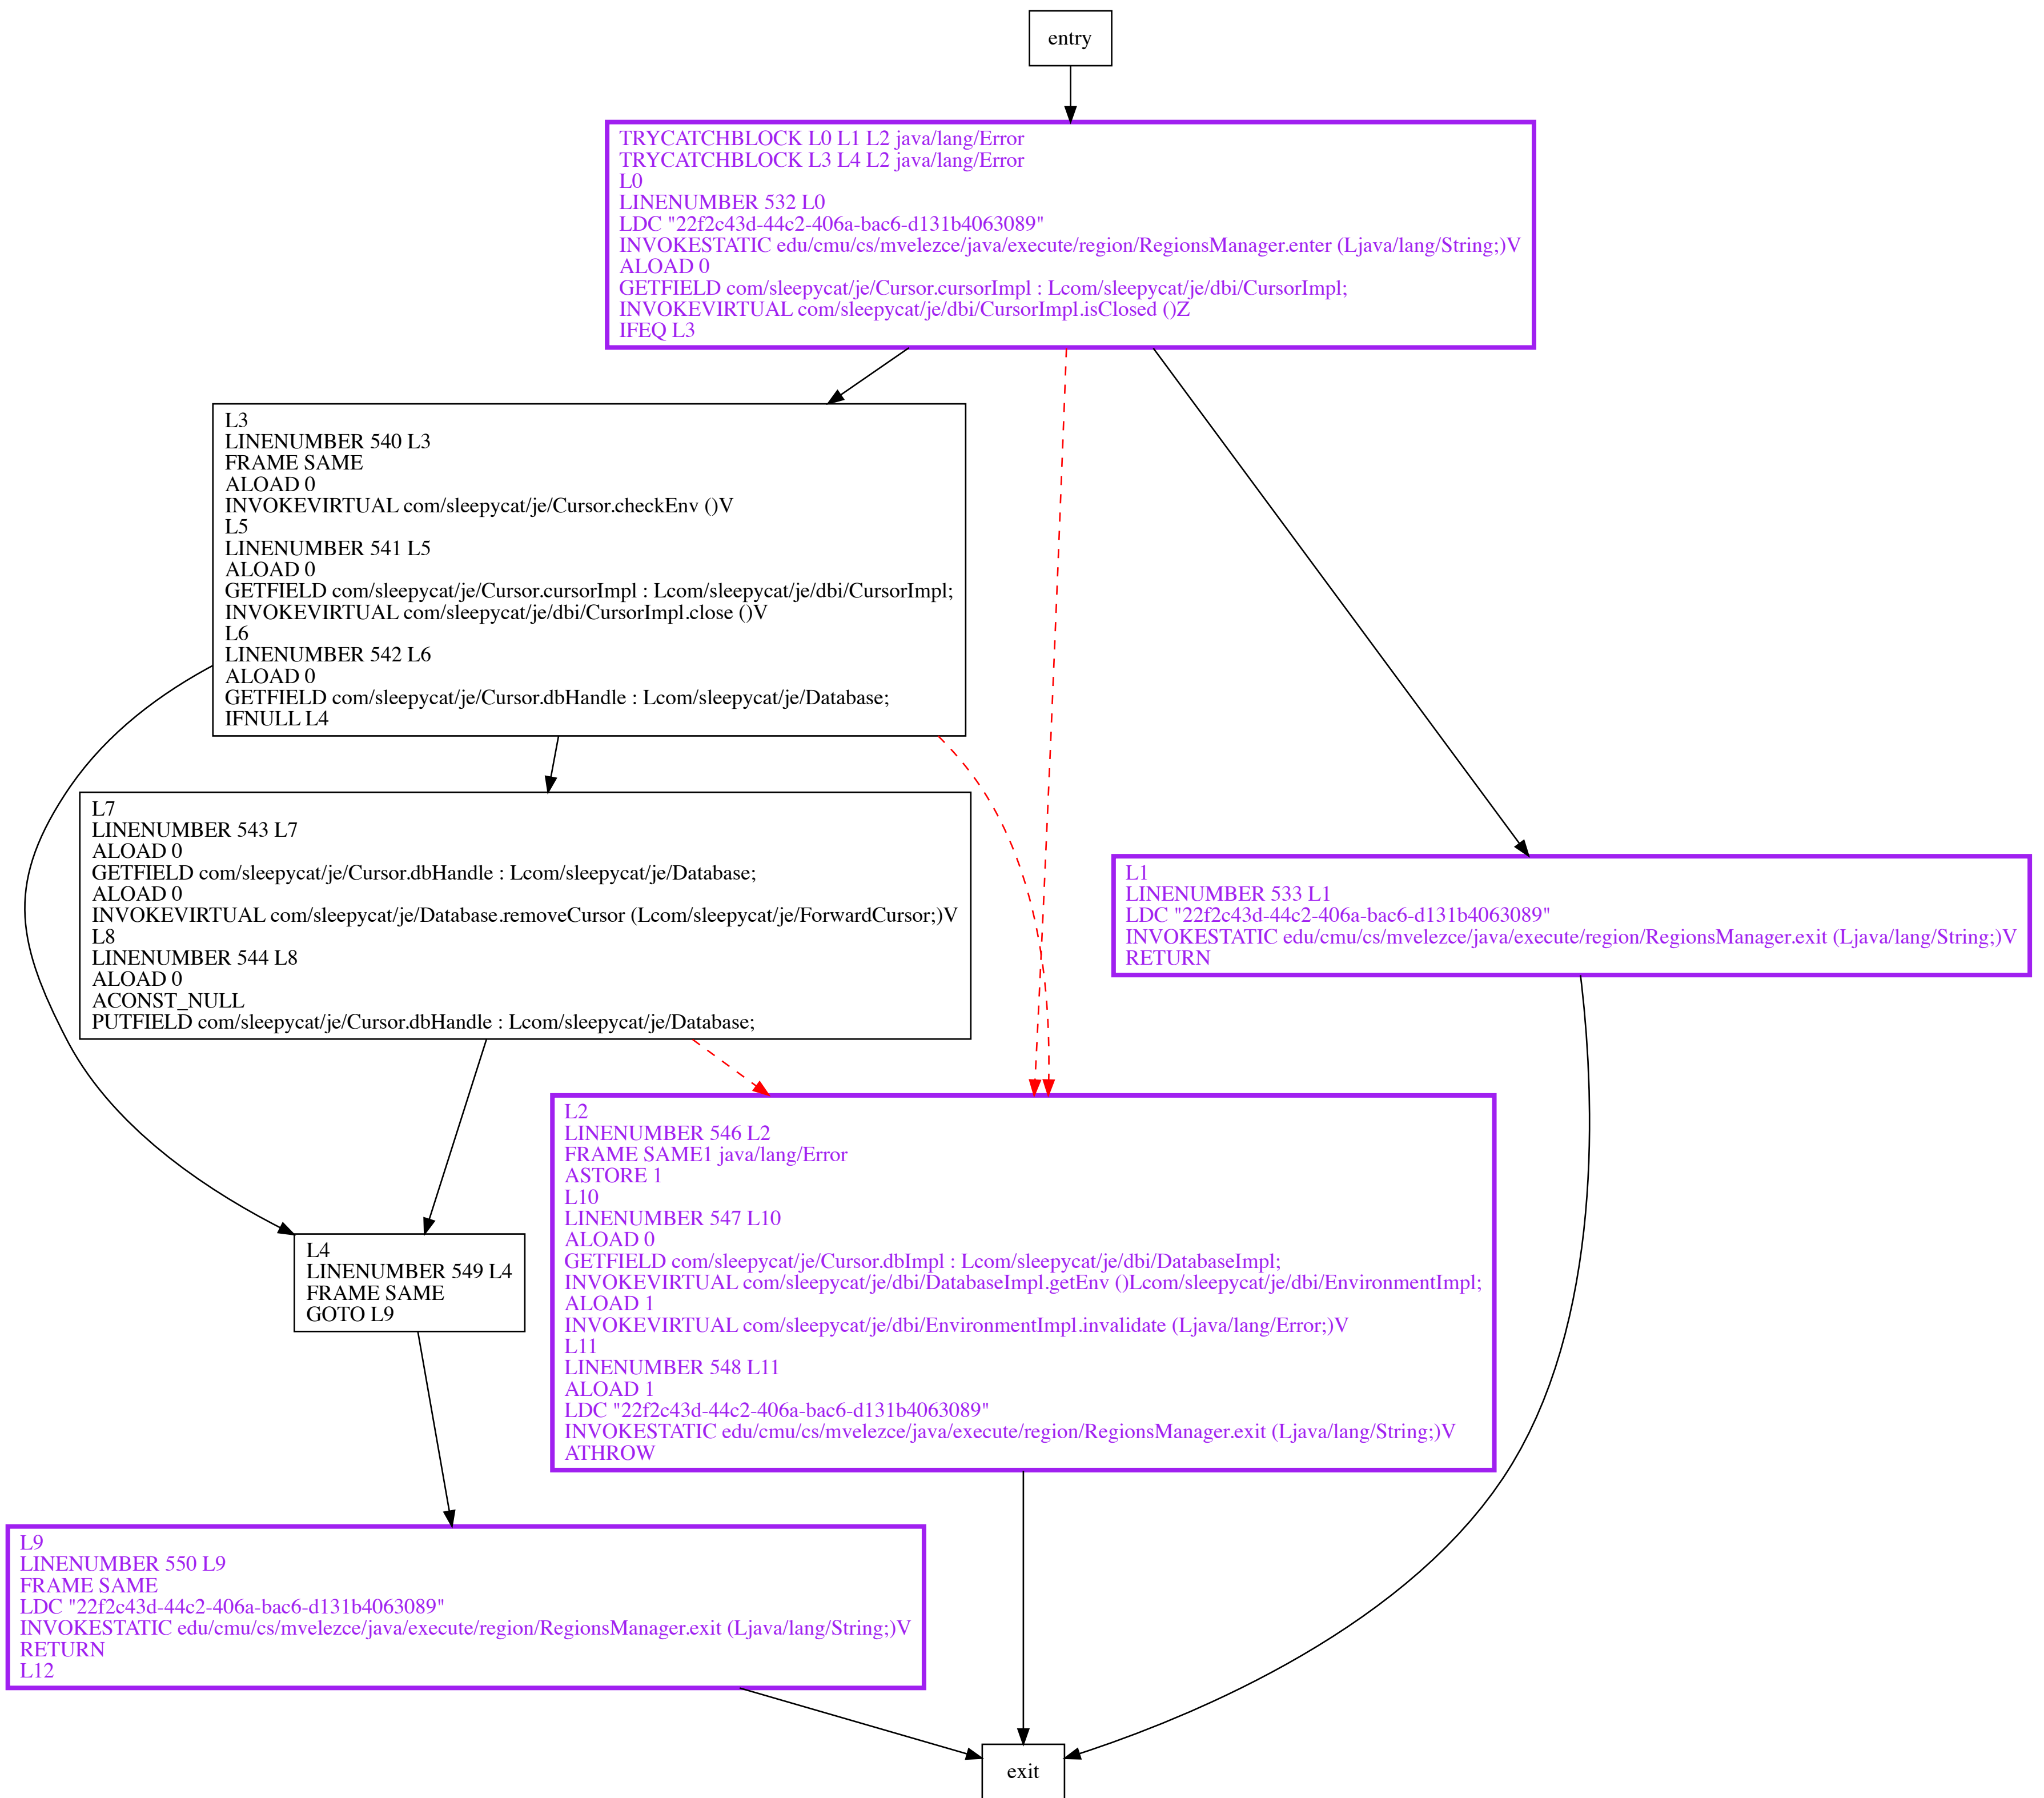 entry
TRYCATCHBLOCK L0 L1 L2 java/lang/Error
TRYCATCHBLOCK L3 L4 L2 java/lang/Error
L0
LINENUMBER 532 L0
LDC "22f2c43d-44c2-406a-bac6-d131b4063089"
INVOKESTATIC edu/cmu/cs/mvelezce/java/execute/region/RegionsManager.enter (Ljava/lang/String;)V
ALOAD 0
GETFIELD com/sleepycat/je/Cursor.cursorImpl : Lcom/sleepycat/je/dbi/CursorImpl;
INVOKEVIRTUAL com/sleepycat/je/dbi/CursorImpl.isClosed ()Z
IFEQ L3
L3
LINENUMBER 540 L3
FRAME SAME
ALOAD 0
INVOKEVIRTUAL com/sleepycat/je/Cursor.checkEnv ()V
L5
LINENUMBER 541 L5
ALOAD 0
GETFIELD com/sleepycat/je/Cursor.cursorImpl : Lcom/sleepycat/je/dbi/CursorImpl;
INVOKEVIRTUAL com/sleepycat/je/dbi/CursorImpl.close ()V
L6
LINENUMBER 542 L6
ALOAD 0
GETFIELD com/sleepycat/je/Cursor.dbHandle : Lcom/sleepycat/je/Database;
IFNULL L4
L7
LINENUMBER 543 L7
ALOAD 0
GETFIELD com/sleepycat/je/Cursor.dbHandle : Lcom/sleepycat/je/Database;
ALOAD 0
INVOKEVIRTUAL com/sleepycat/je/Database.removeCursor (Lcom/sleepycat/je/ForwardCursor;)V
L8
LINENUMBER 544 L8
ALOAD 0
ACONST_NULL
PUTFIELD com/sleepycat/je/Cursor.dbHandle : Lcom/sleepycat/je/Database;
L1
LINENUMBER 533 L1
LDC "22f2c43d-44c2-406a-bac6-d131b4063089"
INVOKESTATIC edu/cmu/cs/mvelezce/java/execute/region/RegionsManager.exit (Ljava/lang/String;)V
RETURN
L2
LINENUMBER 546 L2
FRAME SAME1 java/lang/Error
ASTORE 1
L10
LINENUMBER 547 L10
ALOAD 0
GETFIELD com/sleepycat/je/Cursor.dbImpl : Lcom/sleepycat/je/dbi/DatabaseImpl;
INVOKEVIRTUAL com/sleepycat/je/dbi/DatabaseImpl.getEnv ()Lcom/sleepycat/je/dbi/EnvironmentImpl;
ALOAD 1
INVOKEVIRTUAL com/sleepycat/je/dbi/EnvironmentImpl.invalidate (Ljava/lang/Error;)V
L11
LINENUMBER 548 L11
ALOAD 1
LDC "22f2c43d-44c2-406a-bac6-d131b4063089"
INVOKESTATIC edu/cmu/cs/mvelezce/java/execute/region/RegionsManager.exit (Ljava/lang/String;)V
ATHROW
L4
LINENUMBER 549 L4
FRAME SAME
GOTO L9
L9
LINENUMBER 550 L9
FRAME SAME
LDC "22f2c43d-44c2-406a-bac6-d131b4063089"
INVOKESTATIC edu/cmu/cs/mvelezce/java/execute/region/RegionsManager.exit (Ljava/lang/String;)V
RETURN
L12
exit